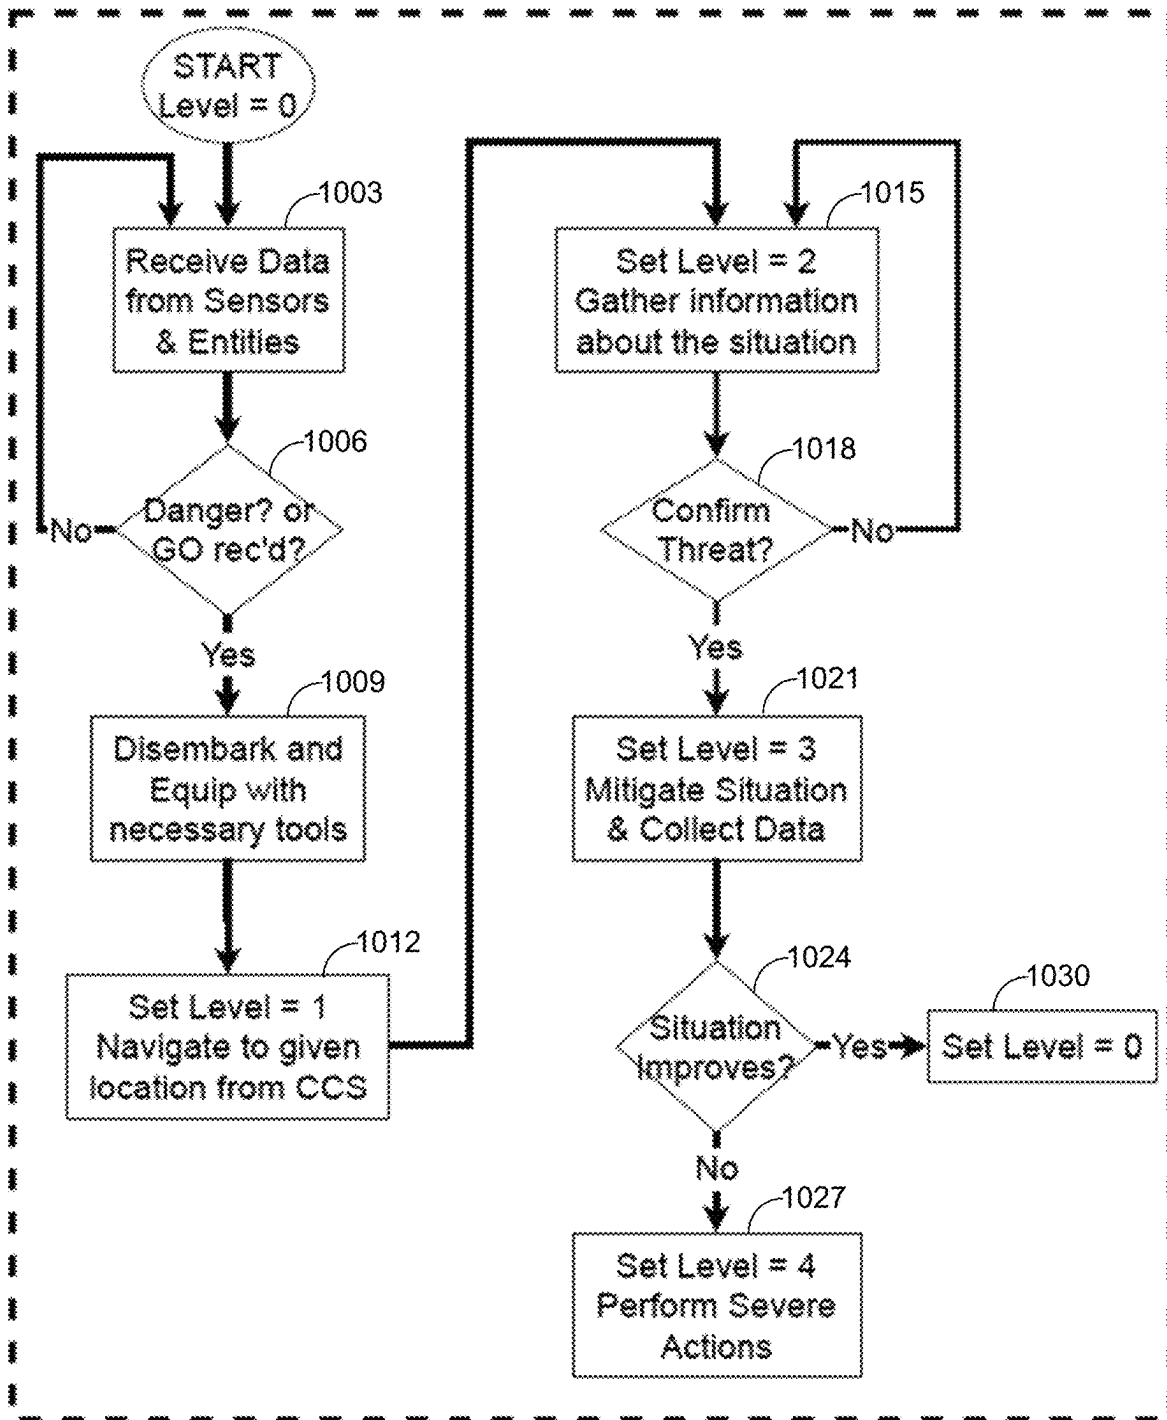 START
Level = 0
1003
Receive Data
from Sensors
& Entities
1006
Danger? or
GO rec'd?
No
Yes
1009
Disembark and
Equip with
necessary tools
1012
Set Level = 1
Navigate to given
location from CCS
1015
Set Level = 2
Gather information
about the situation
1018
Confirm
Threat?
No
Yes
1021
Set Level = 3
Mitigate Situation
& Collect Data
1024
Situation
Improves?
Yes
1030
Set Level = 0
No
1027
Set Level = 4
Perform Severe
Actions